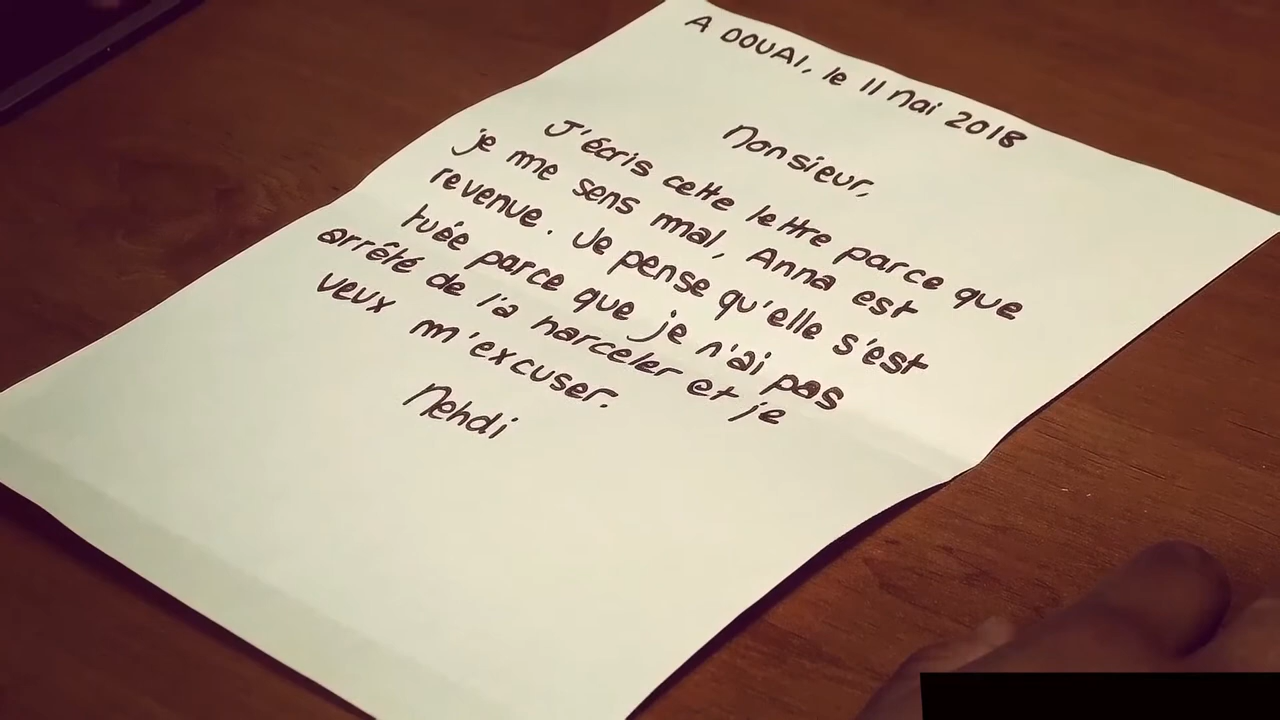 A DOUAI, le 11 Mai 2018
Monsieur,
J'écris cette lettre parce que
je me sens mal, Anna est
revenue. Je pense qu'elle s'est
tuée parce que je n'ai pas
arrêté de l'a harceler et je
veux m'excuser.
Mehdi